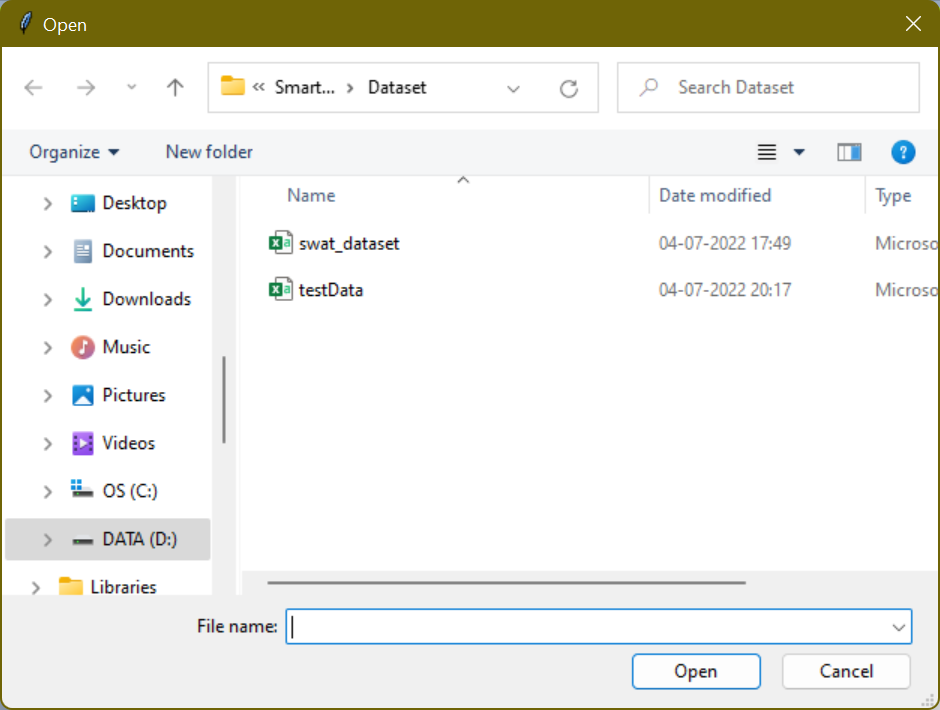 Open
« Smart... › Dataset
Search Dataset
Organize
New folder
Name
Date modified
Type
Desktop
Documents
Downloads
Music
Pictures
Videos
OS (C:)
DATA (D:)
Libraries
swat_dataset 04-07-2022 17:49 Microso
testData 04-07-2022 20:17 Microso
File name:
Open
Cancel